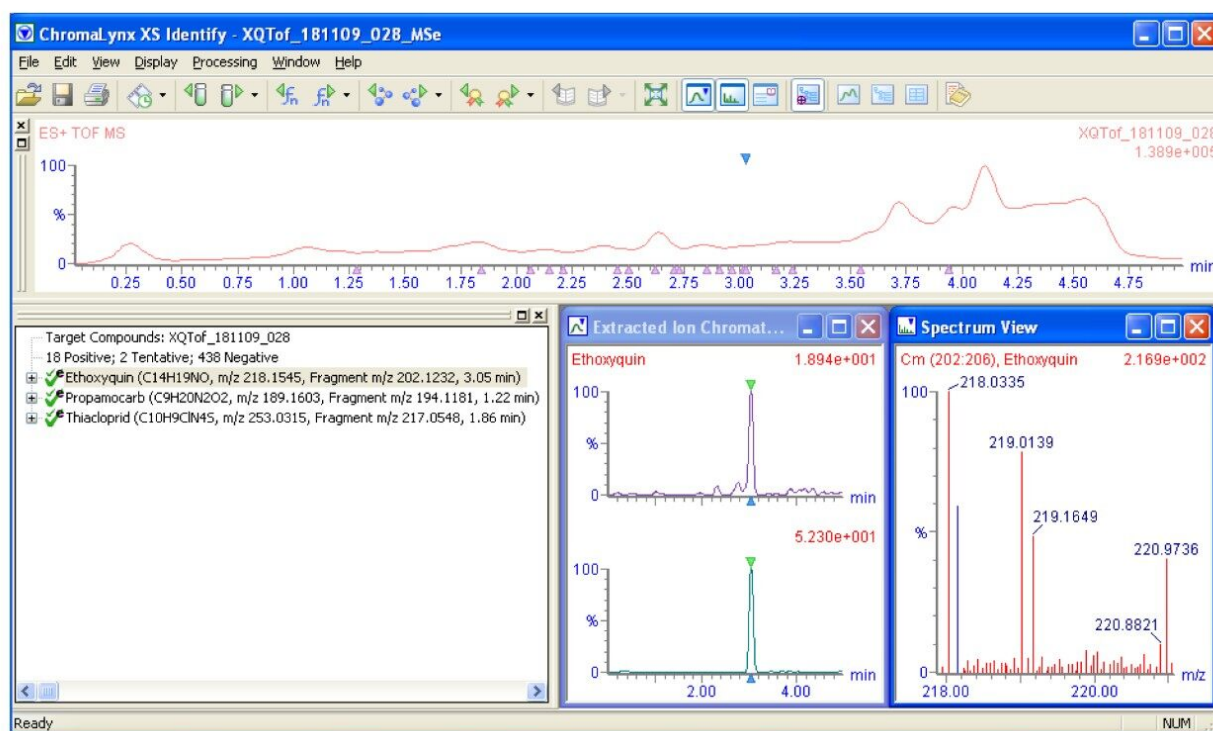 ChromaLynx XS Identify - XQTof_181109_028_MSe
File Edit View Display Processing Window Help
ES+ TOF MS
XQTof_181109_028
1.389e+005
100
%
0
0.25 0.50 0.75 1.00 1.25 1.50 1.75 2.00 2.25 2.50 2.75 3.00 3.25 3.50 3.75 4.00 4.25 4.50 4.75
min
Target Compounds: XQTof_181109_028
18 Positive; 2 Tentative; 438 Negative
Ethoxyquin (C14H19NO, m/z 218.1545, Fragment m/z 202.1232, 3.05 min)
Propamocarb (C9H20N2O2, m/z 189.1603, Fragment m/z 194.1181, 1.22 min)
Thiacloprid (C10H9ClN4S, m/z 253.0315, Fragment m/z 217.0548, 1.86 min)
Extracted Ion Chromat...
Ethoxyquin 1.894e+001
100
%
0
min
5.230e+001
100
%
0
min
2.00 4.00
Spectrum View
Cm (202:206), Ethoxyquin 2.169e+002
218.0335
100
219.0139
219.1649
%
220.9736
220.8821
0
m/z
218.00 220.00
Ready
NUM